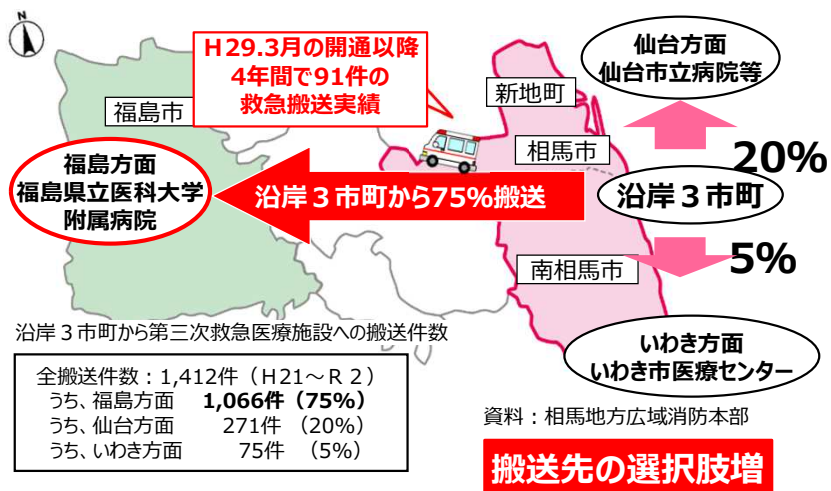 N
H29.3月の開通以降
4年間で91件の
救急搬送実績
仙台方面
仙台市立病院等
福島市
新地町
相馬市
20%
福島方面
福島県立医科大学
附属病院
沿岸３市町から75%搬送
沿岸３市町
南相馬市
5%
沿岸３市町から第三次救急医療施設への搬送件数
いわき方面
いわき市医療センター
全搬送件数：1,412件（H21～R２）
うち、福島方面 1,066件（75%）
うち、仙台方面 271件 （20%）
うち、いわき方面 75件 （5%）
資料：相馬地方広域消防本部
搬送先の選択肢増